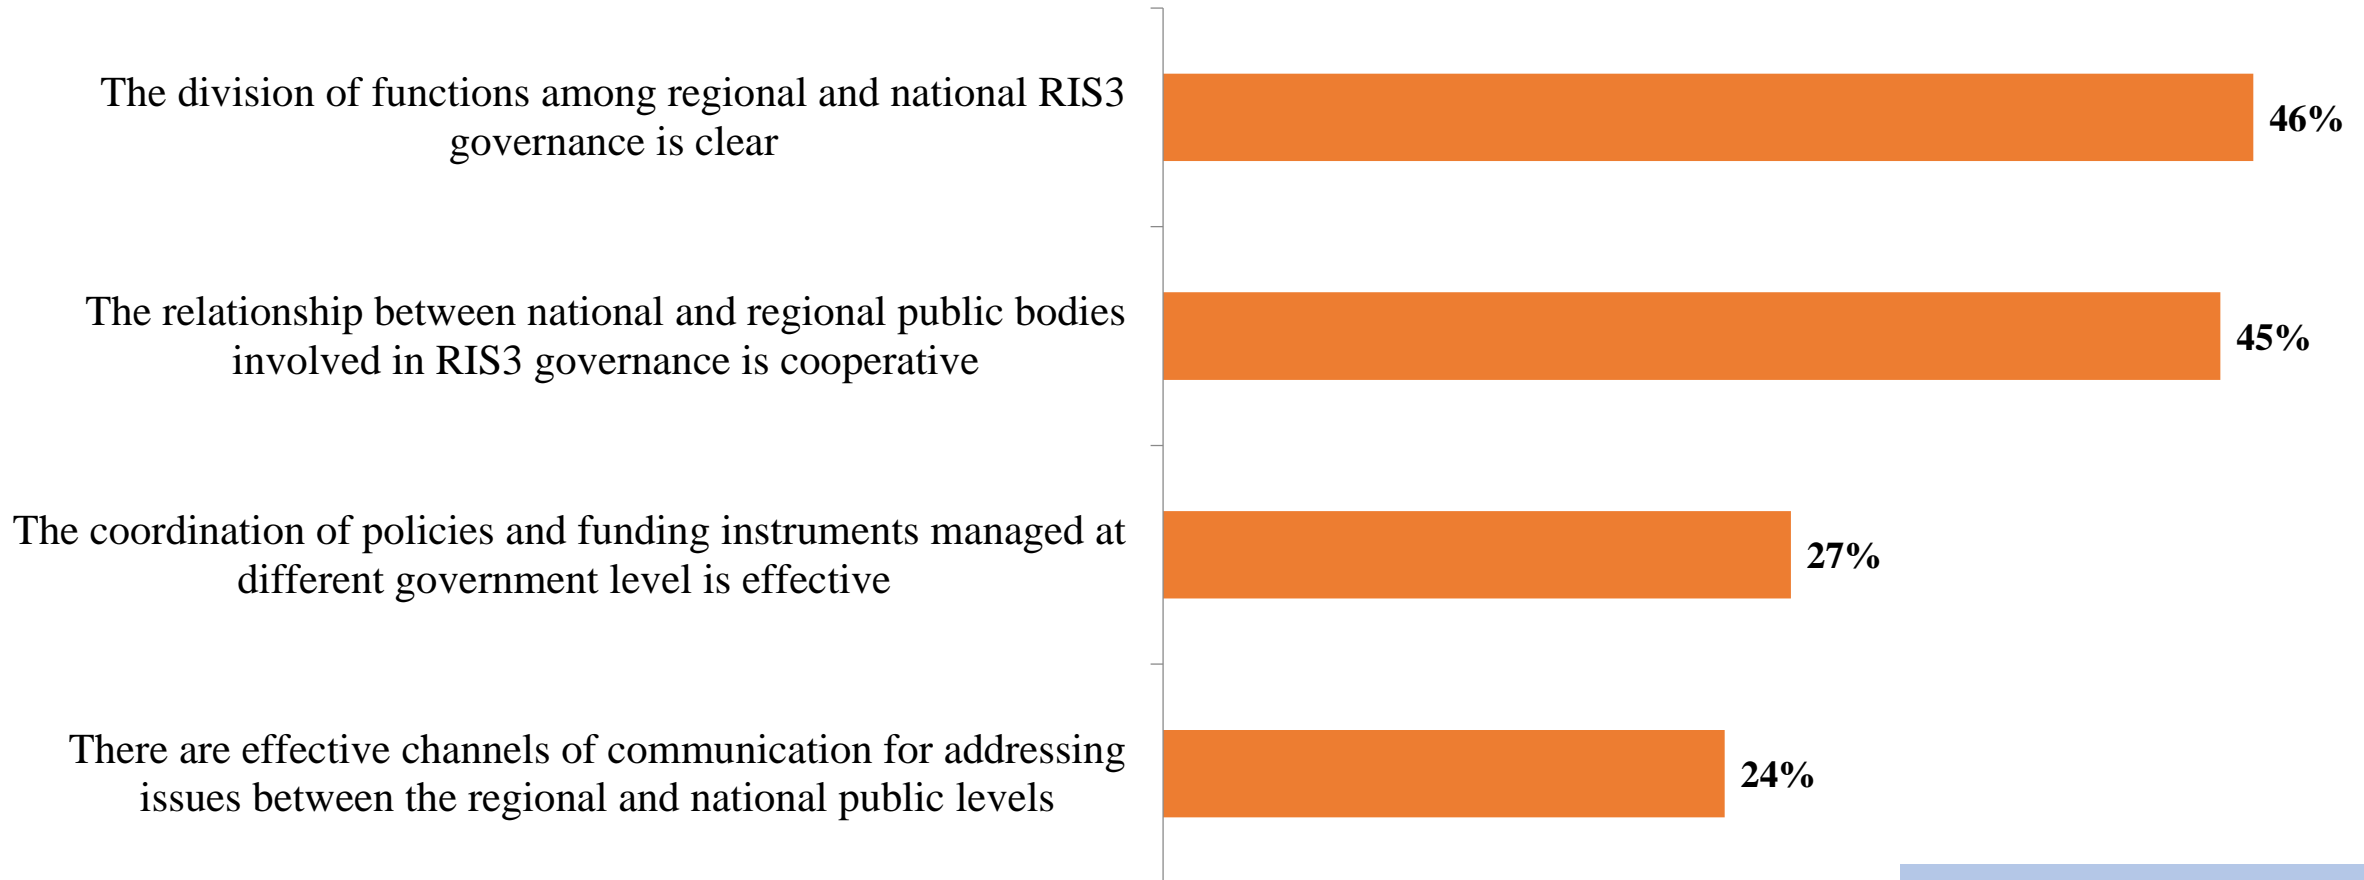 The division of functions among regional and national RIS3
governance is clear
46%
The relationship between national and regional public bodies
involved in RIS3 governance is cooperative
45%
The coordination of policies and funding instruments managed at
different government level is effective
27%
There are effective channels of communication for addressing
issues between the regional and national public levels
24%